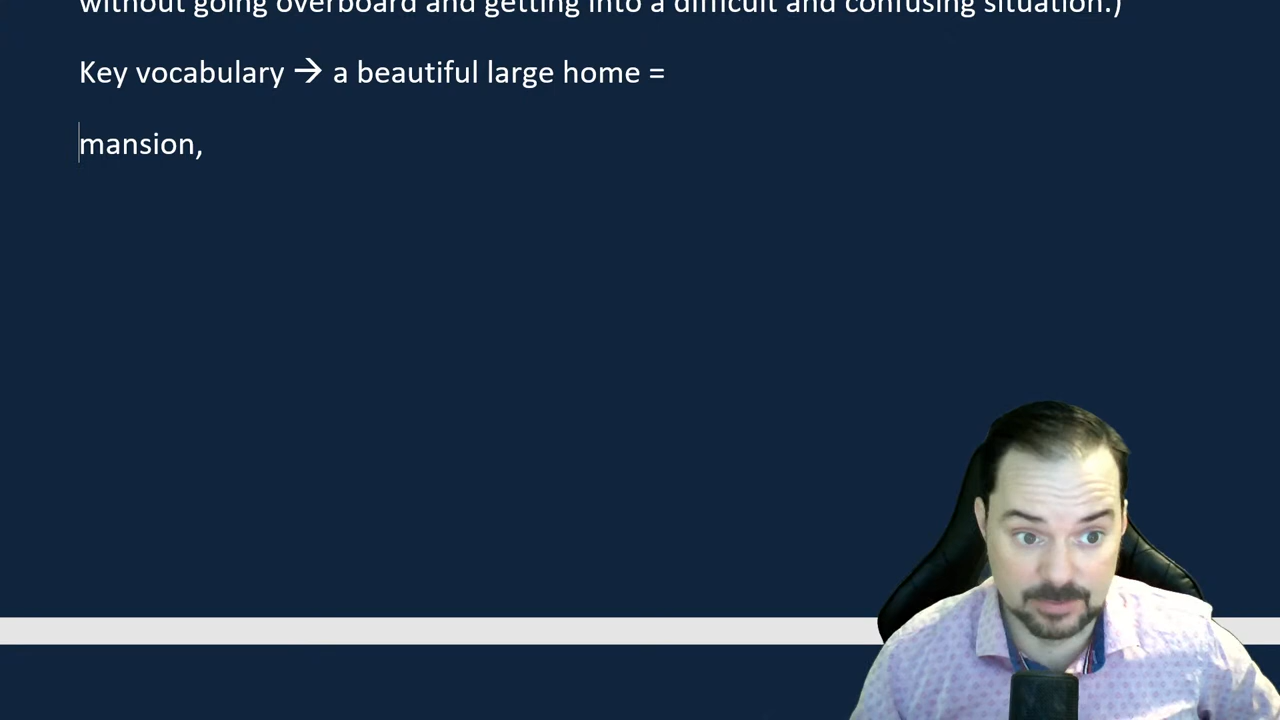 without going overboard and getting into a difficult and confusing situation.)
Key vocabulary → a beautiful large home =
mansion,